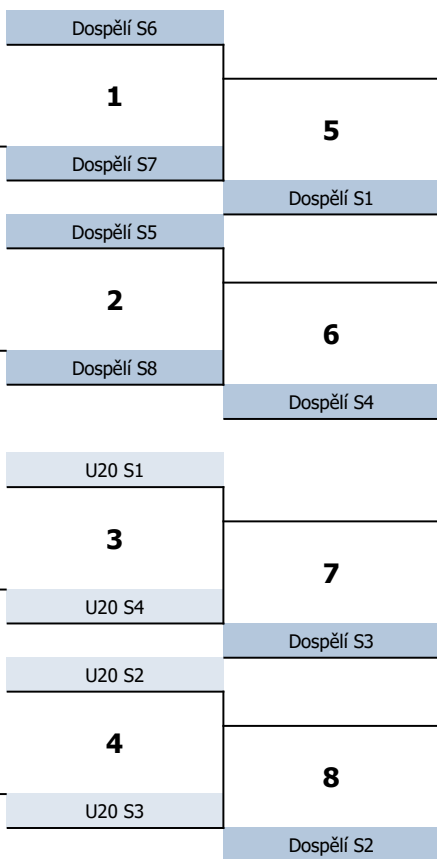 Dospělí S6
1
5
Dospělí S7
Dospělí S1
Dospělí S5
2
6
Dospělí S8
Dospělí S4
U20 S1
3
7
U20 S4
Dospělí S3
U20 S2
4
8
U20 S3
Dospělí S2